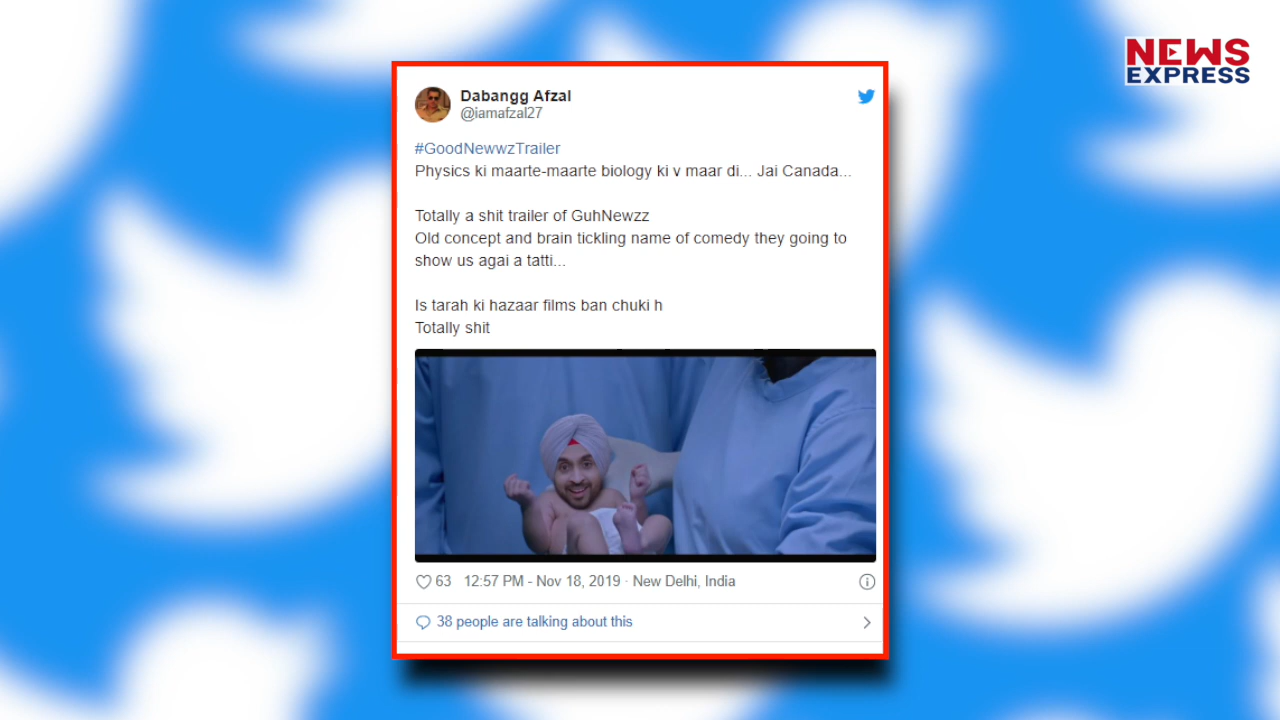 NEWS
EXPRESS
Dabangg Afzal
@iamafzal27
#GoodNewwzTrailer
Physics ki maarte-maarte biology ki v maar di... Jai Canada...
Totally a shit trailer of GuhNewzz
Old concept and brain tickling name of comedy they going to
show us agai a tatti...
Is tarah ki hazaar films ban chuki h
Totally shit
63 12:57 PM - Nov 18, 2019 · New Delhi, India
38 people are talking about this